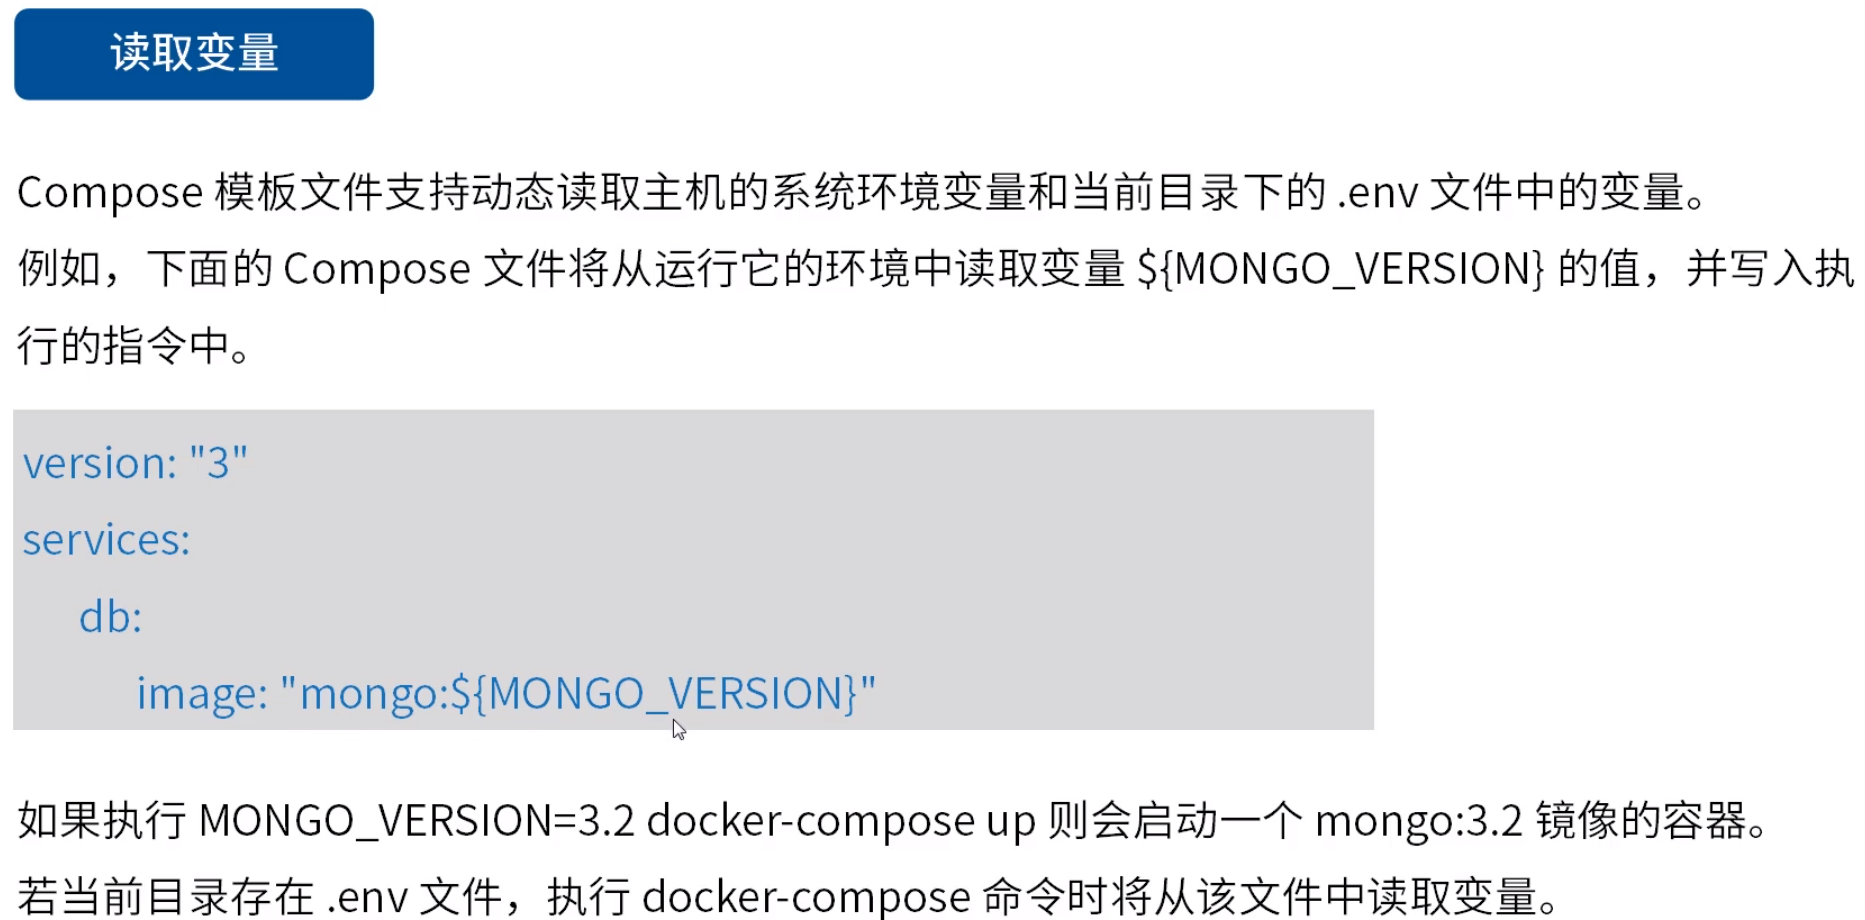 读取变量
Compose 模板文件支持动态读取主机的系统环境变量和当前目录下的 .env 文件中的变量。
例如，下面的 Compose 文件将从运行它的环境中读取变量 ${MONGO_VERSION} 的值，并写入执
行的指令中。
version: "3"
services:
db:
image: "mongo:${MONGO_VERSION}"
如果执行 MONGO_VERSION=3.2 docker-compose up 则会启动一个 mongo:3.2 镜像的容器。
若当前目录存在 .env 文件，执行 docker-compose 命令时将从该文件中读取变量。